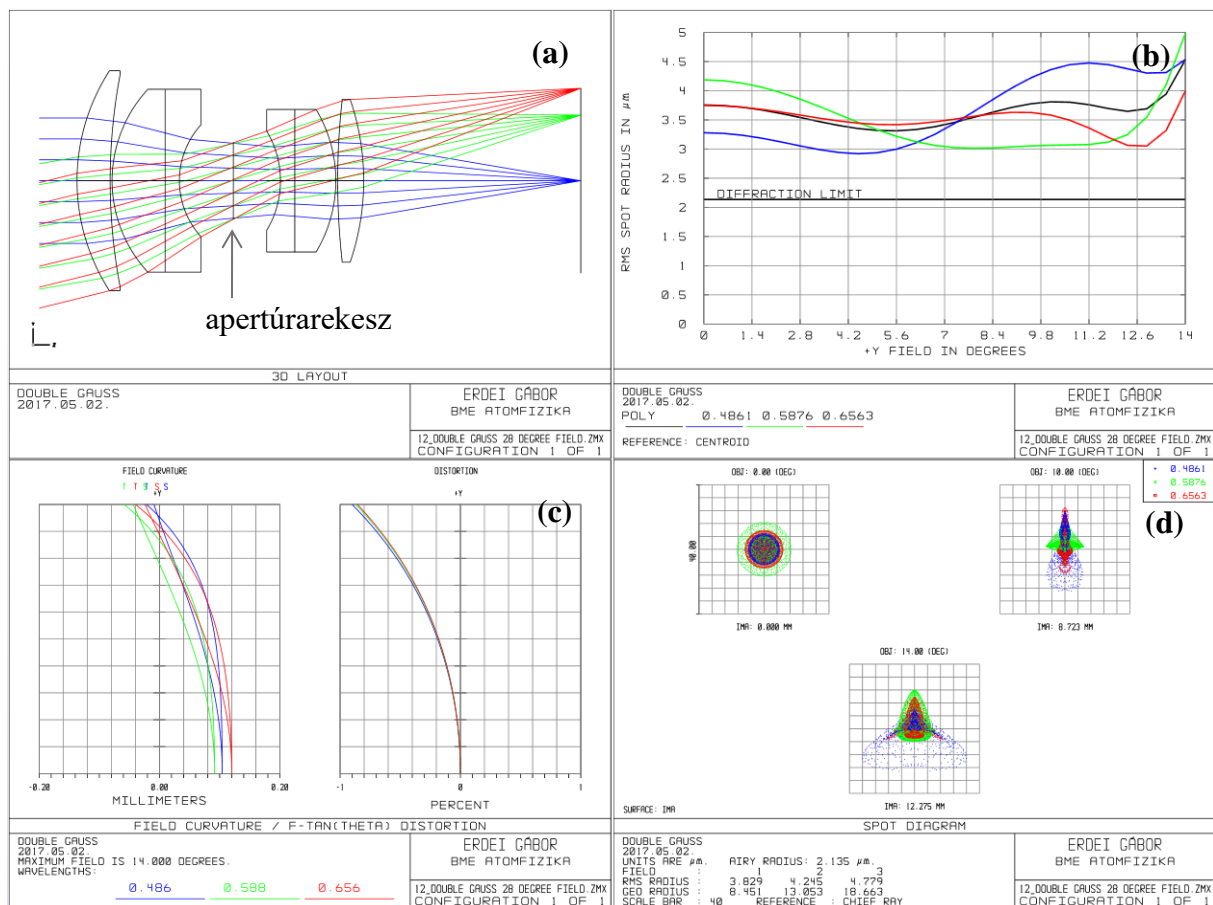 (a)
apertúrarekesz
Y
Z
3D LAYOUT
DOUBLE GAUSS
2017.05.02.
ERDEI GÁBOR
BME ATOMFIZIKA
12_DOUBLE GAUSS 28 DEGREE FIELD.ZMX
CONFIGURATION 1 OF 1
(b)
5
4.5
4
3.5
3
2.5
2
1.5
1
0.5
0
RMS SPOT RADIUS IN µm
DIFFRACTION LIMIT
0 1.4 2.8 4.2 5.6 7 8.4 9.8 11.2 12.6 14
+Y FIELD IN DEGREES
DOUBLE GAUSS
2017.05.02.
POLY 0.4861 0.5876 0.6563
REFERENCE: CENTROID
ERDEI GÁBOR
BME ATOMFIZIKA
12_DOUBLE GAUSS 28 DEGREE FIELD.ZMX
CONFIGURATION 1 OF 1
FIELD CURVATURE
+Y
-0.20 0.00 0.20
MILLIMETERS
DISTORTION
+Y
(c)
-1 0 1
PERCENT
FIELD CURVATURE / F-TAN(THETA) DISTORTION
DOUBLE GAUSS
2017.05.02.
MAXIMUM FIELD IS 14.000 DEGREES.
WAVELENGTHS:
0.486 0.588 0.656
ERDEI GÁBOR
BME ATOMFIZIKA
12_DOUBLE GAUSS 28 DEGREE FIELD.ZMX
CONFIGURATION 1 OF 1
OBJ: 0.00 (DEG)
40.00
IMA: 0.000 MM
OBJ: 10.00 (DEG)
IMA: 8.723 MM
0.4861
0.5876
0.6563
(d)
OBJ: 14.00 (DEG)
IMA: 12.275 MM
SURFACE: IMA
SPOT DIAGRAM
DOUBLE GAUSS
2017.05.02.
UNITS ARE µm. AIRY RADIUS: 2.135 µm.
FIELD : 1 2 3
RMS RADIUS : 3.829 4.245 4.779
GEO RADIUS : 8.451 13.053 18.663
SCALE BAR : 40 REFERENCE : CHIEF RAY
ERDEI GÁBOR
BME ATOMFIZIKA
12_DOUBLE GAUSS 28 DEGREE FIELD.ZMX
CONFIGURATION 1 OF 1